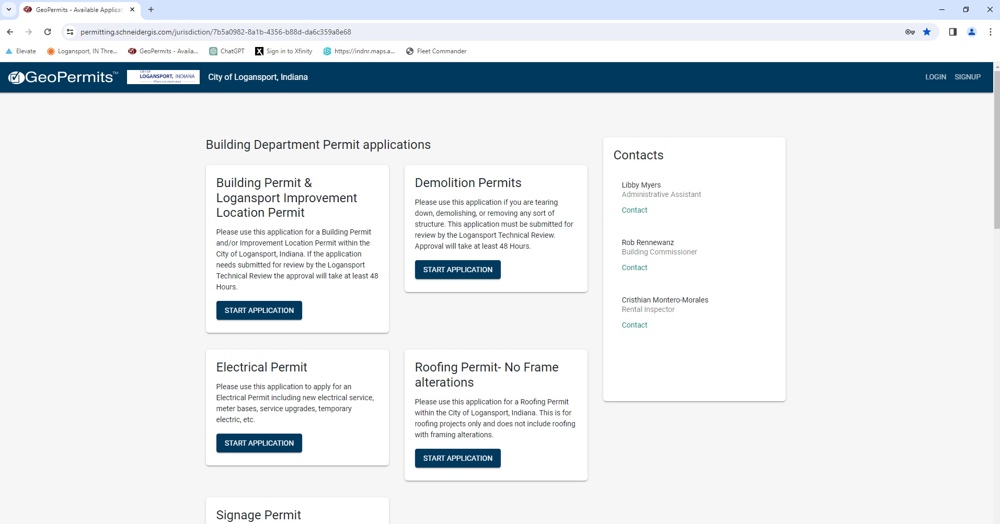 GeoPermits - Available Applicat
permitting.schneidergis.com/jurisdiction/7b5a0982-8a1b-4356-b88d-da6c359a8e68
Elevate
Logansport, IN Thre...
GeoPermits - Availa...
ChatGPT
Sign in to Xfinity
https://indnr.maps.a...
Fleet Commander
GeoPermits™
CITY OF
LOGANSPORT, INDIANA
City of Logansport, Indiana
LOGIN
SIGNUP
Building Department Permit applications
Building Permit &
Logansport Improvement
Location Permit
Please use this application for a Building Permit
and/or Improvement Location Permit within the
City of Logansport, Indiana. If the application
needs submitted for review by the Logansport
Technical Review the approval will take at least 48
Hours.
START APPLICATION
Demolition Permits
Please use this application if you are tearing
down, demolishing, or removing any sort of
structure. This application must be submitted for
review by the Logansport Technical Review.
Approval will take at least 48 Hours.
START APPLICATION
Electrical Permit
Please use this application to apply for an
Electrical Permit including new electrical service,
meter bases, service upgrades, temporary
electric, etc.
START APPLICATION
Roofing Permit- No Frame
alterations
Please use this application for a Roofing Permit
within the City of Logansport, Indiana. This is for
roofing projects only and does not include roofing
with framing alterations.
START APPLICATION
Signage Permit
Contacts
Libby Myers
Administrative Assistant
Contact
Rob Rennewanz
Building Commissioner
Contact
Cristhian Montero-Morales
Rental Inspector
Contact